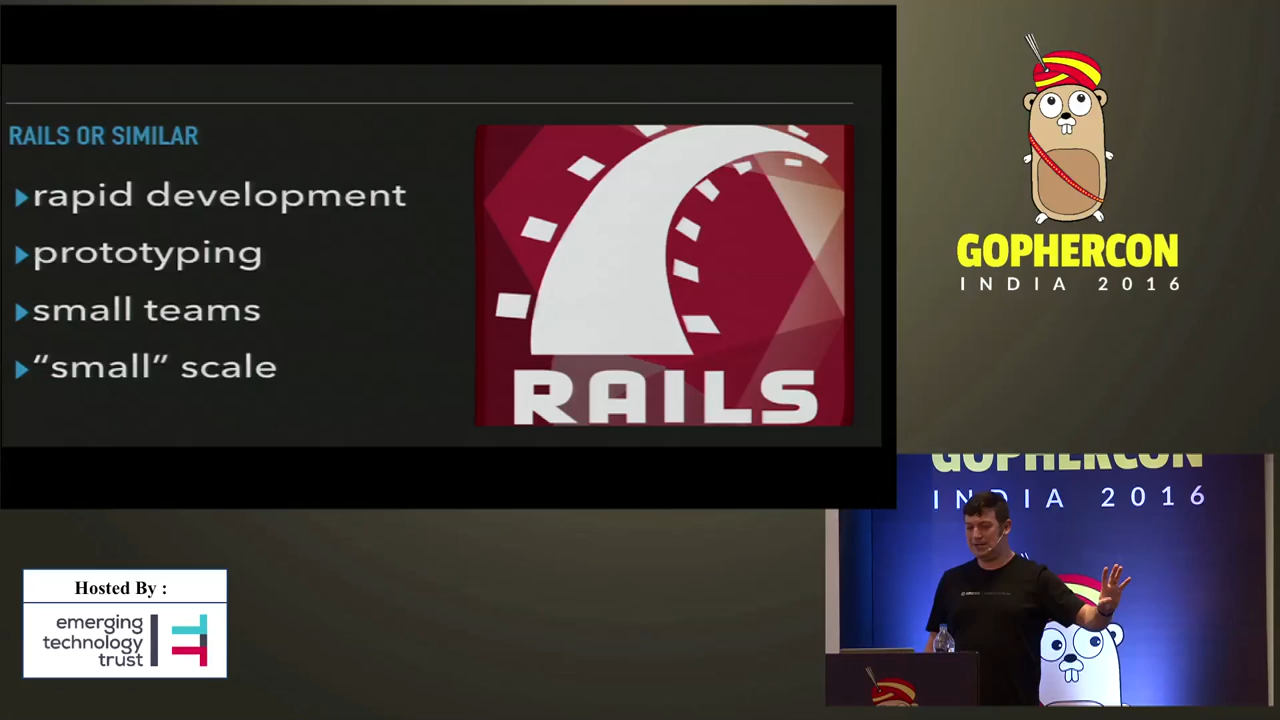 RAILS OR SIMILAR
rapid development
prototyping
small teams
“small” scale
RAILS
GOPHERCON
INDIA 2016
GOPHERCON
INDIA 2016
Hosted By :
emerging
technology
trust